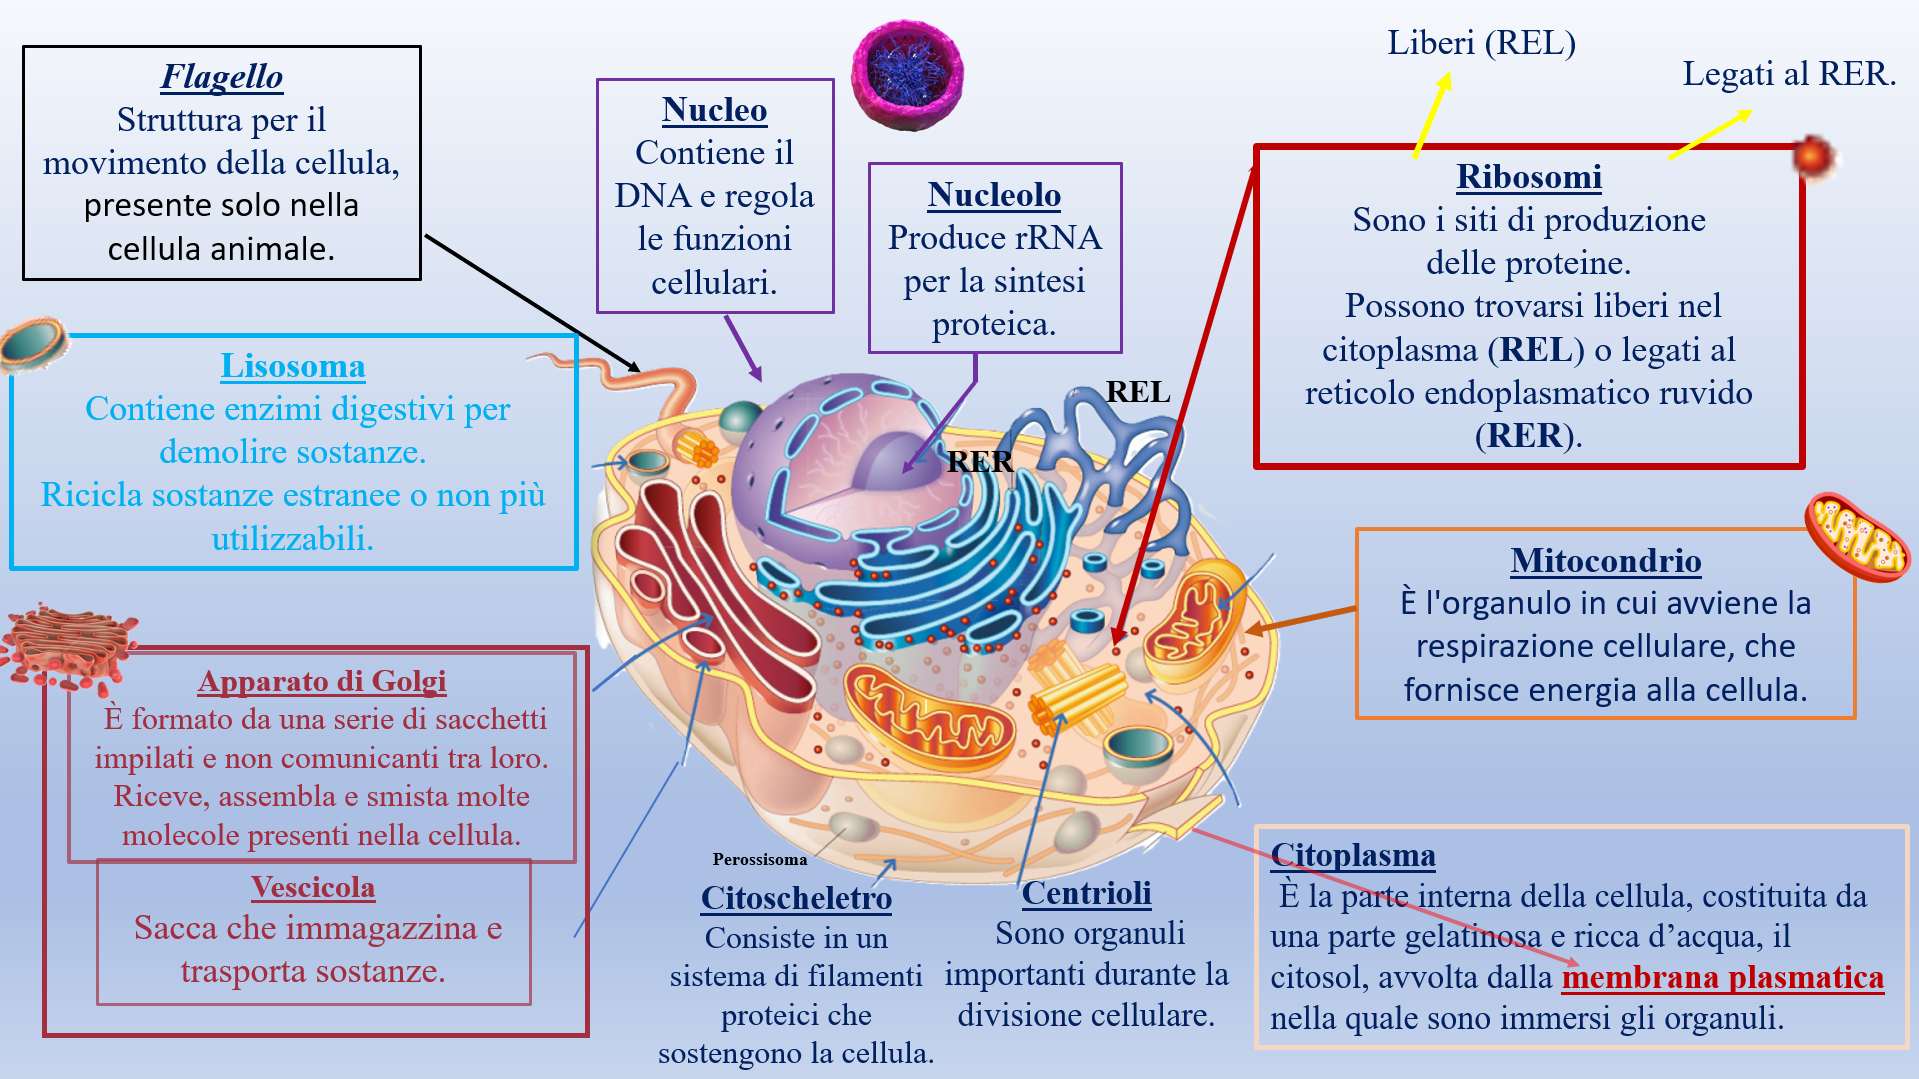 Flagello
Struttura per il
movimento della cellula,
presente solo nella
cellula animale.
Nucleo
Contiene il
DNA e regola
le funzioni
cellulari.
Nucleolo
Produce rRNA
per la sintesi
proteica.
Liberi (REL)
Legati al RER.
Ribosomi
Sono i siti di produzione
delle proteine.
Possono trovarsi liberi nel
citoplasma (REL) o legati al
reticolo endoplasmatico ruvido
(RER).
Lisosoma
Contiene enzimi digestivi per
demolire sostanze.
Ricicla sostanze estranee o non più
utilizzabili.
REL
RER
Mitocondrio
È l'organulo in cui avviene la
respirazione cellulare, che
fornisce energia alla cellula.
Apparato di Golgi
È formato da una serie di sacchetti
impilati e non comunicanti tra loro.
Riceve, assembla e smista molte
molecole presenti nella cellula.
Vescicola
Sacca che immagazzina e
trasporta sostanze.
Perossisoma
Citoscheletro
Consiste in un
sistema di filamenti
proteici che
sostengono la cellula.
Centrioli
Sono organuli
importanti durante la
divisione cellulare.
Citoplasma
È la parte interna della cellula, costituita da
una parte gelatinosa e ricca d’acqua, il
citosol, avvolta dalla membrana plasmatica
nella quale sono immersi gli organuli.